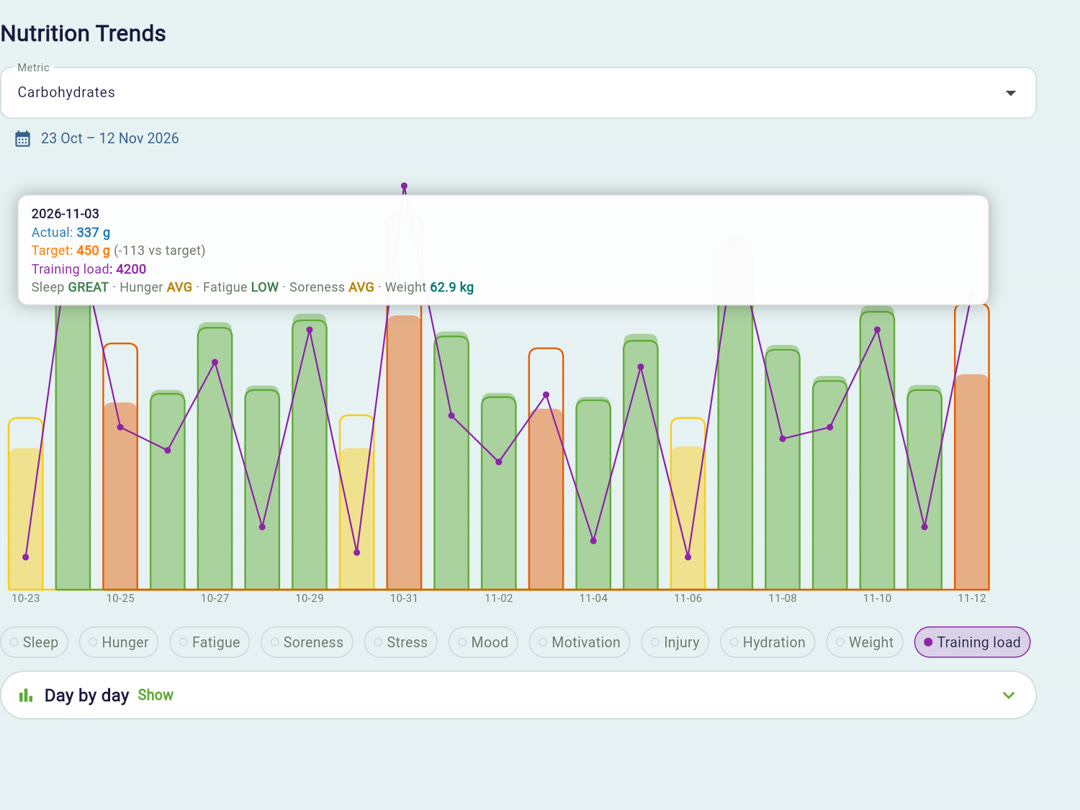 Nutrition Trends
Metric
Carbohydrates
23 Oct – 12 Nov 2026
2026-11-03
Actual: 337 g
Target: 450 g (-113 vs target)
Training load: 4200
Sleep GREAT · Hunger AVG · Fatigue LOW · Soreness AVG · Weight 62.9 kg
10-23 10-25 10-27 10-29 10-31 11-02 11-04 11-06 11-08 11-10 11-12
Sleep Hunger Fatigue Soreness Stress Mood Motivation Injury Hydration Weight Training load
Day by day Show